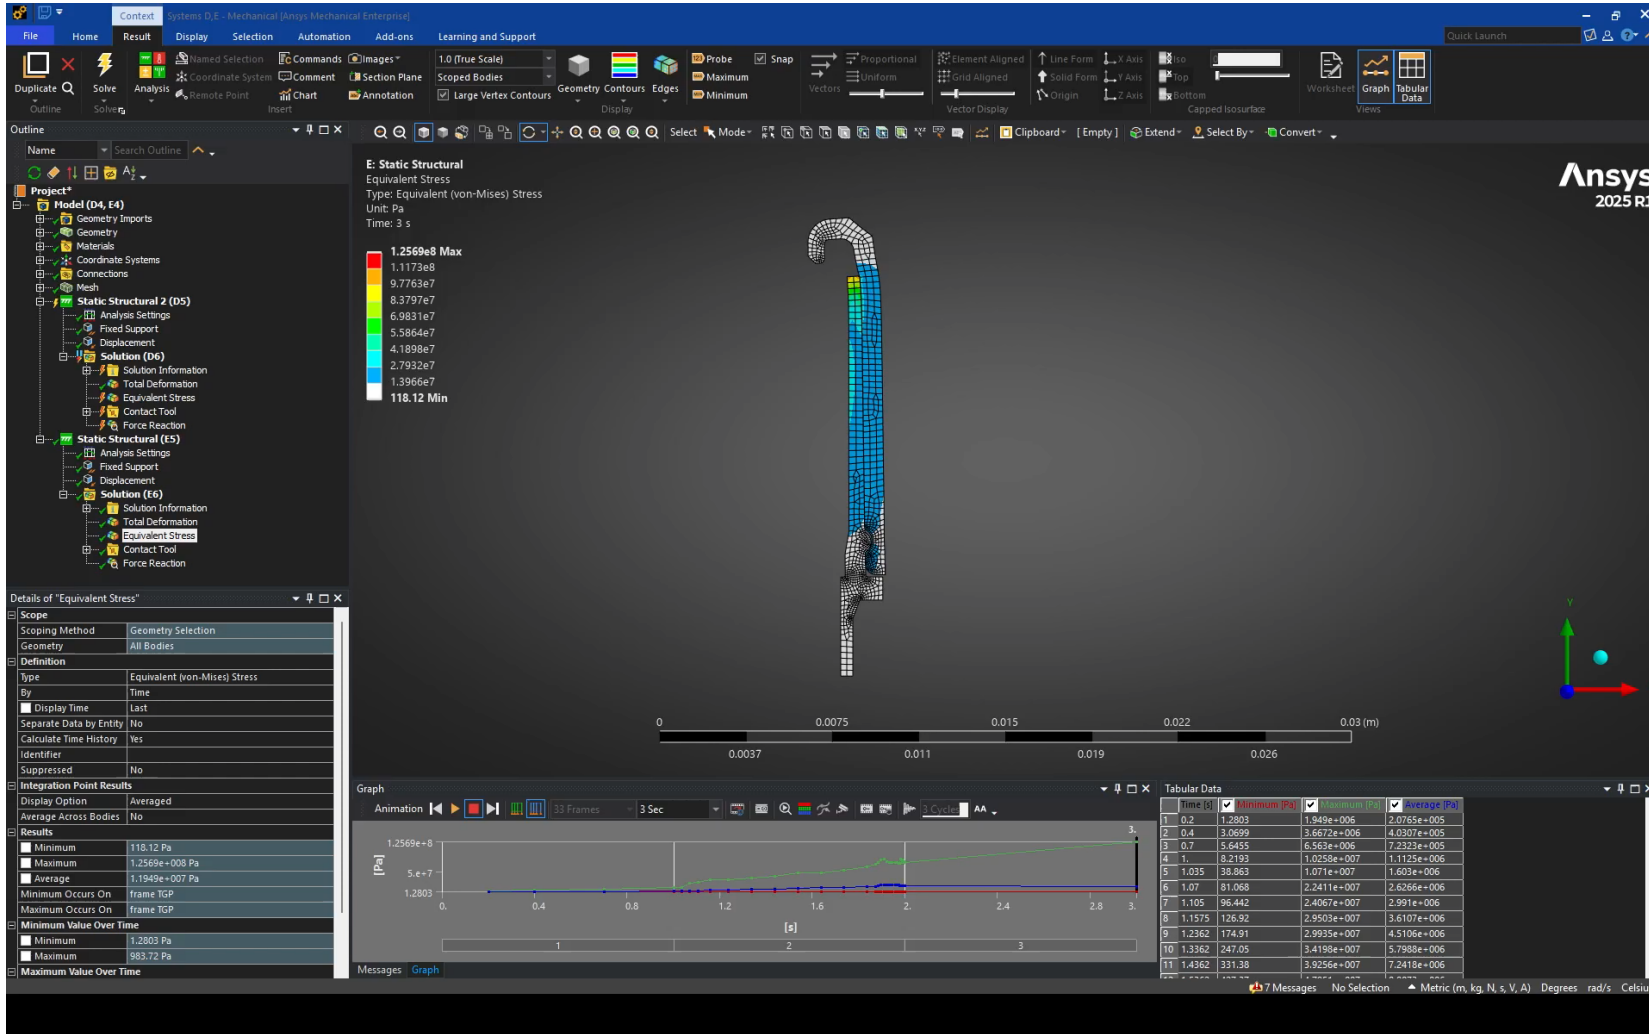 Context Systems D,E - Mechanical [Ansys Mechanical Enterprise]
File Home Result Display Selection Automation Add-ons Learning and Support Quick Launch
Duplicate Q Solve Analysis
Named Selection
Coordinate System
Remote Point
Commands
Comment
Chart
Images
Section Plane
Annotation
1.0 (True Scale)
Scoped Bodies
Large Vertex Contours
Geometry Contours Edges
Probe
Maximum
Minimum
Snap
Vectors
Proportional
Uniform
Element Aligned
Grid Aligned
Line Form
Solid Form
Origin
X Axis
Y Axis
Z Axis
Iso
Top
Bottom
Worksheet Graph Tabular Data
Outline Solve Insert Display Vector Display Capped Isosurface Views
Outline
Name Search Outline
Project*
Model (D4, E4)
Geometry Imports
Geometry
Materials
Coordinate Systems
Connections
Mesh
Static Structural 2 (D5)
Analysis Settings
Fixed Support
Displacement
Solution (D6)
Solution Information
Total Deformation
Equivalent Stress
Contact Tool
Force Reaction
Static Structural (E5)
Analysis Settings
Fixed Support
Displacement
Solution (E6)
Solution Information
Total Deformation
Equivalent Stress
Contact Tool
Force Reaction
Details of "Equivalent Stress"
Scope
Scoping Method Geometry Selection
Geometry All Bodies
Definition
Type Equivalent (von-Mises) Stress
By Time
Display Time Last
Separate Data by Entity No
Calculate Time History Yes
Identifier
Suppressed No
Integration Point Results
Display Option Averaged
Average Across Bodies No
Results
Minimum 118.12 Pa
Maximum 1.2569e+008 Pa
Average 1.1949e+007 Pa
Minimum Occurs On frame TGP
Maximum Occurs On frame TGP
Minimum Value Over Time
Minimum 1.2803 Pa
Maximum 983.72 Pa
Maximum Value Over Time
Select Mode Clipboard [ Empty ] Extend Select By Convert
E: Static Structural
Equivalent Stress
Type: Equivalent (von-Mises) Stress
Unit: Pa
Time: 3 s
1.2569e8 Max
1.1173e8
9.7763e7
8.3797e7
6.9831e7
5.5864e7
4.1898e7
2.7932e7
1.3966e7
118.12 Min
Ansys
2025 R1
Y
0 0.0075 0.015 0.022 0.03 (m)
0.0037 0.011 0.019 0.026
Graph
Animation 33 Frames 3 Sec 3 Cycles AA
3.
1.2569e+8
5.e+7
1.2803
[Pa]
0. 0.4 0.8 1.2 1.6 2. 2.4 2.8 3.
[s]
1 2 3
Messages Graph
Tabular Data
Time [s] Minimum [Pa] Maximum [Pa] Average [Pa]
1 0.2 1.2803 1.949e+006 2.0765e+005
2 0.4 3.0699 3.6672e+006 4.0307e+005
3 0.7 5.6455 6.563e+006 7.2323e+005
4 1. 8.2193 1.0258e+007 1.1125e+006
5 1.035 38.863 1.071e+007 1.603e+006
6 1.07 81.068 2.2411e+007 2.6266e+006
7 1.105 96.442 2.4067e+007 2.991e+006
8 1.1575 126.92 2.9503e+007 3.6107e+006
9 1.2362 174.91 2.9935e+007 4.5106e+006
10 1.3362 247.05 3.4198e+007 5.7988e+006
11 1.4362 331.38 3.9256e+007 7.2418e+006
7 Messages No Selection Metric (m, kg, N, s, V, A) Degrees rad/s Celsiu